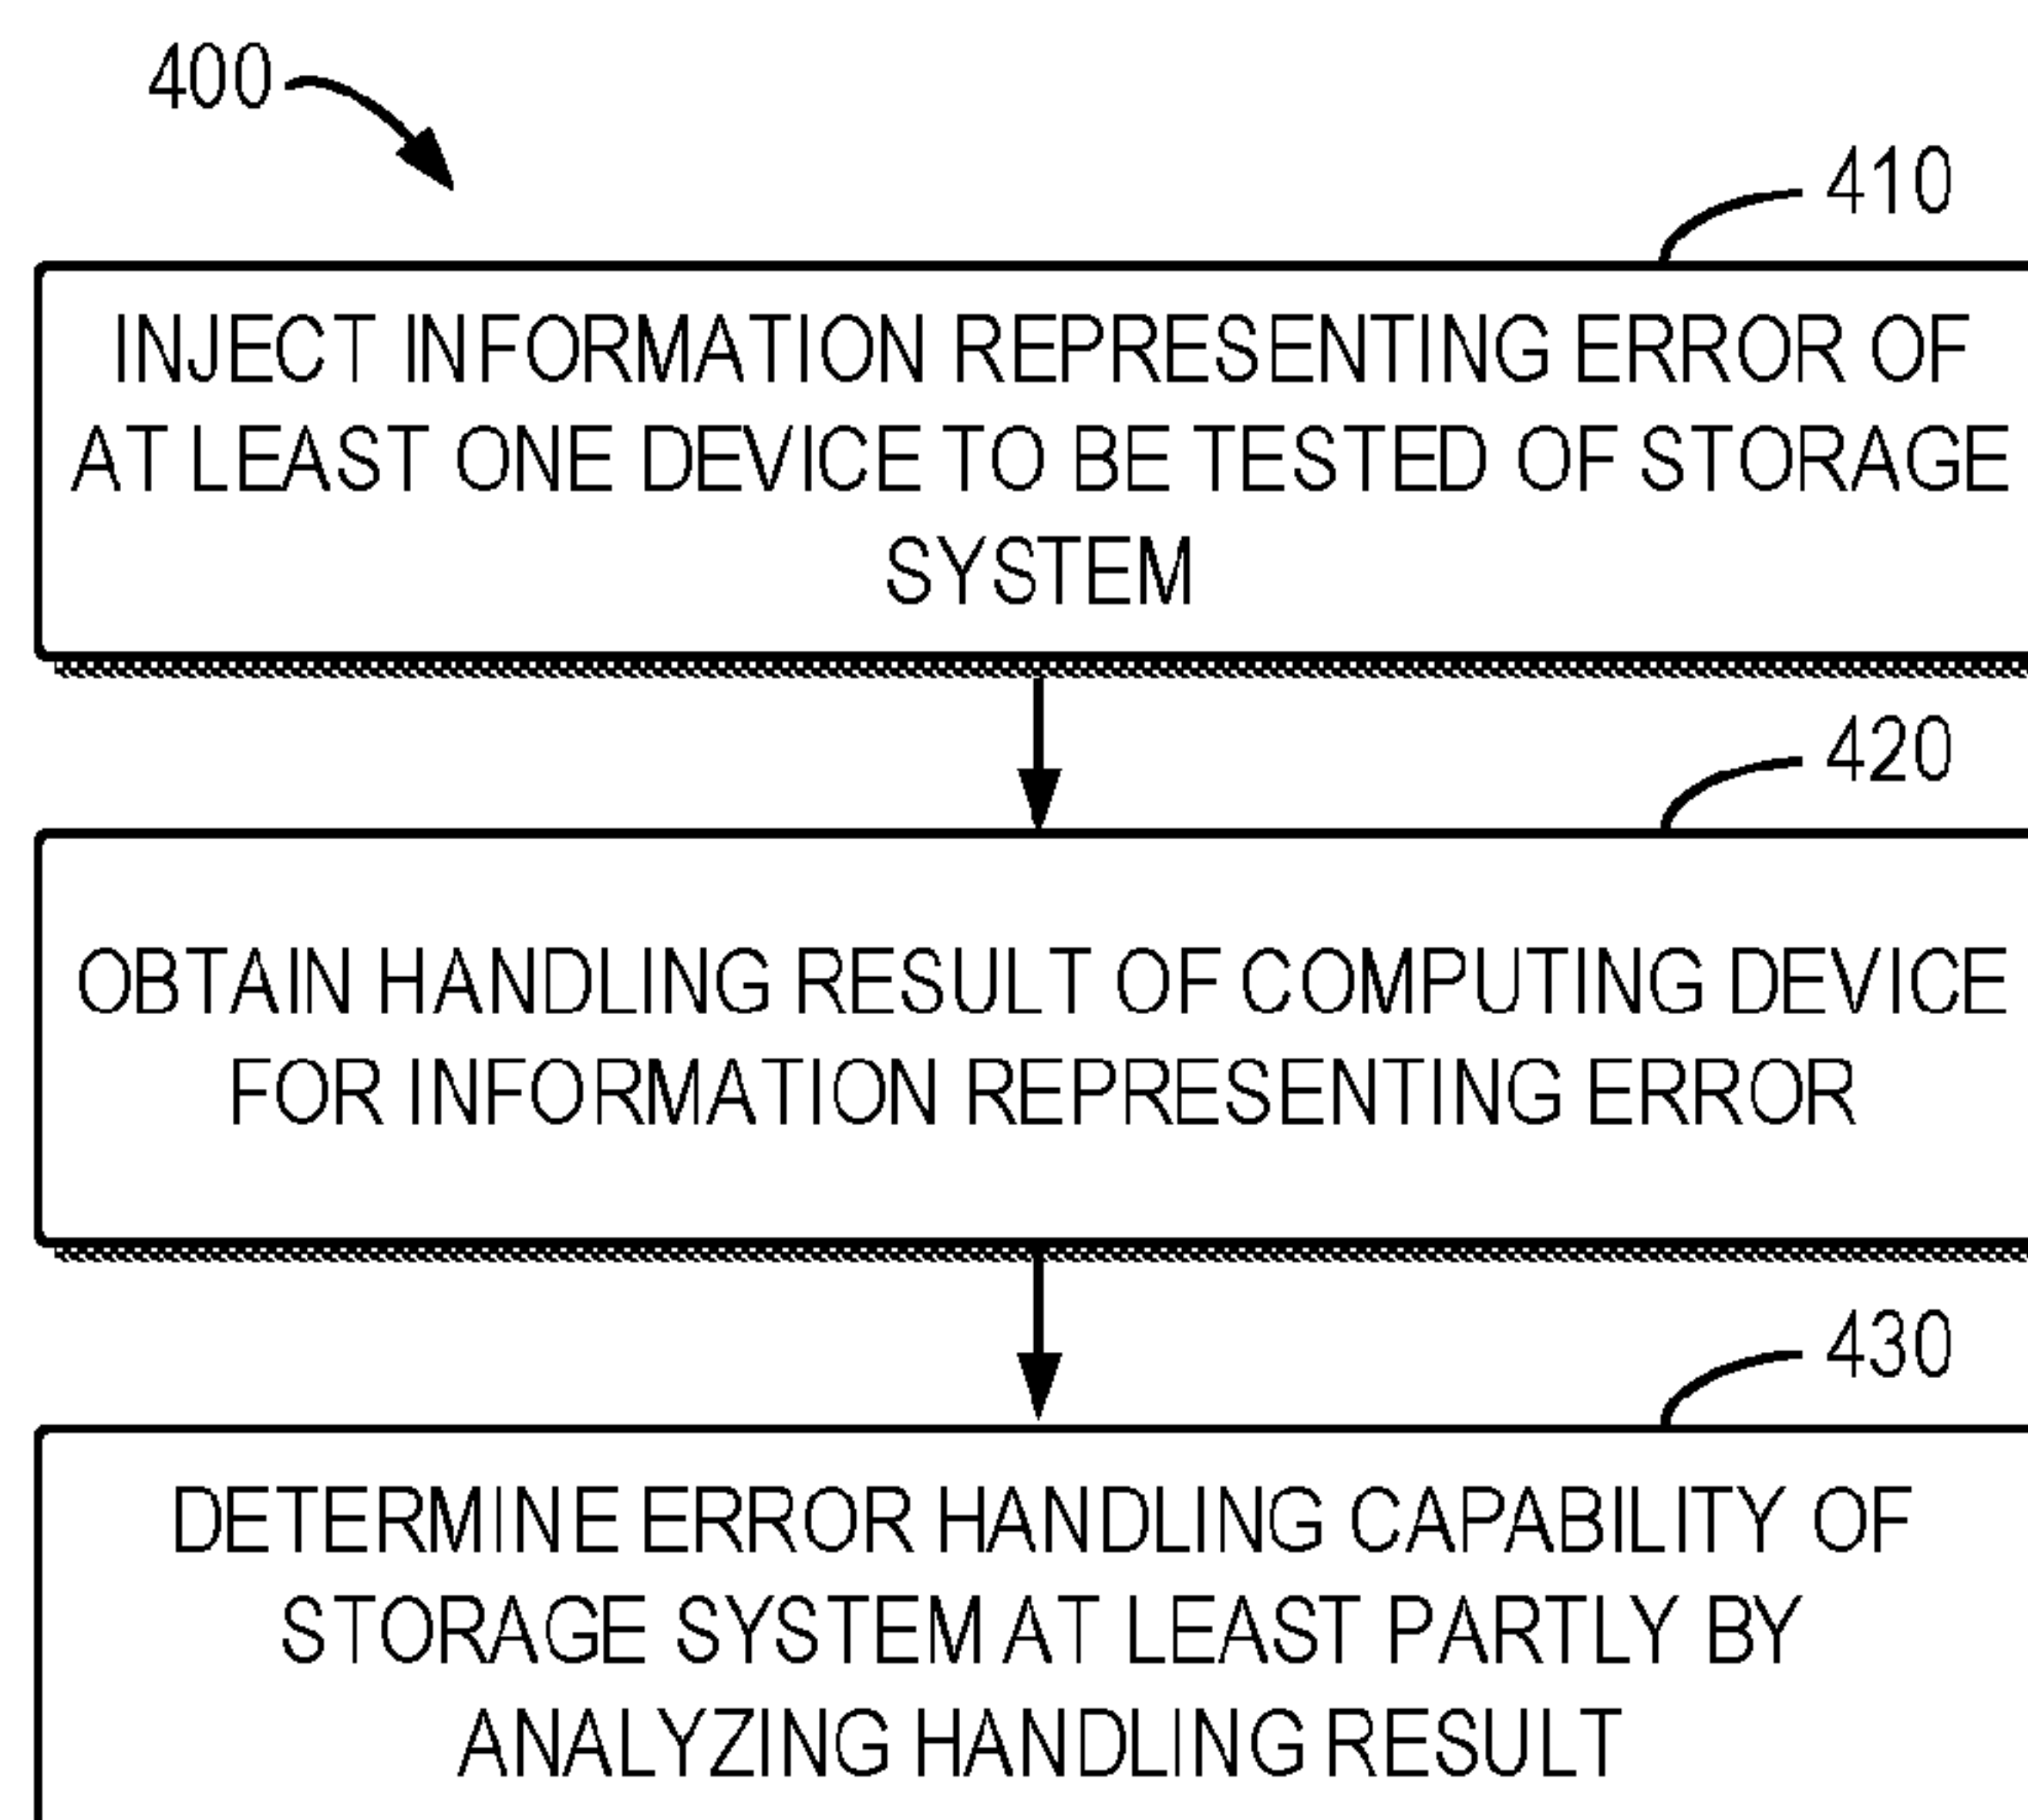 400
410
INJECT INFORMATION REPRESENTING ERROR OF
AT LEAST ONE DEVICE TO BE TESTED OF STORAGE
SYSTEM
420
OBTAIN HANDLING RESULT OF COMPUTING DEVICE
FOR INFORMATION REPRESENTING ERROR
430
DETERMINE ERROR HANDLING CAPABILITY OF
STORAGE SYSTEM AT LEAST PARTLY BY
ANALYZING HANDLING RESULT